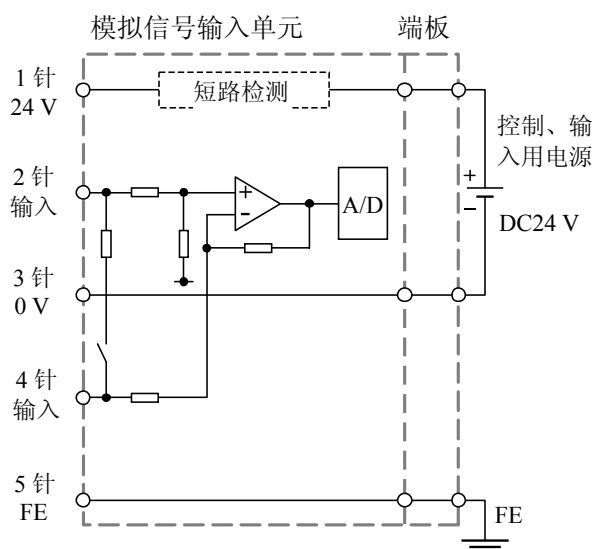 模拟信号输入单元
端板
1 针
24 V
短路检测
控制、输
入用电源
+
−
DC24 V
2 针
输入
+
-
A/D
3 针
0 V
4 针
输入
5 针
FE
FE